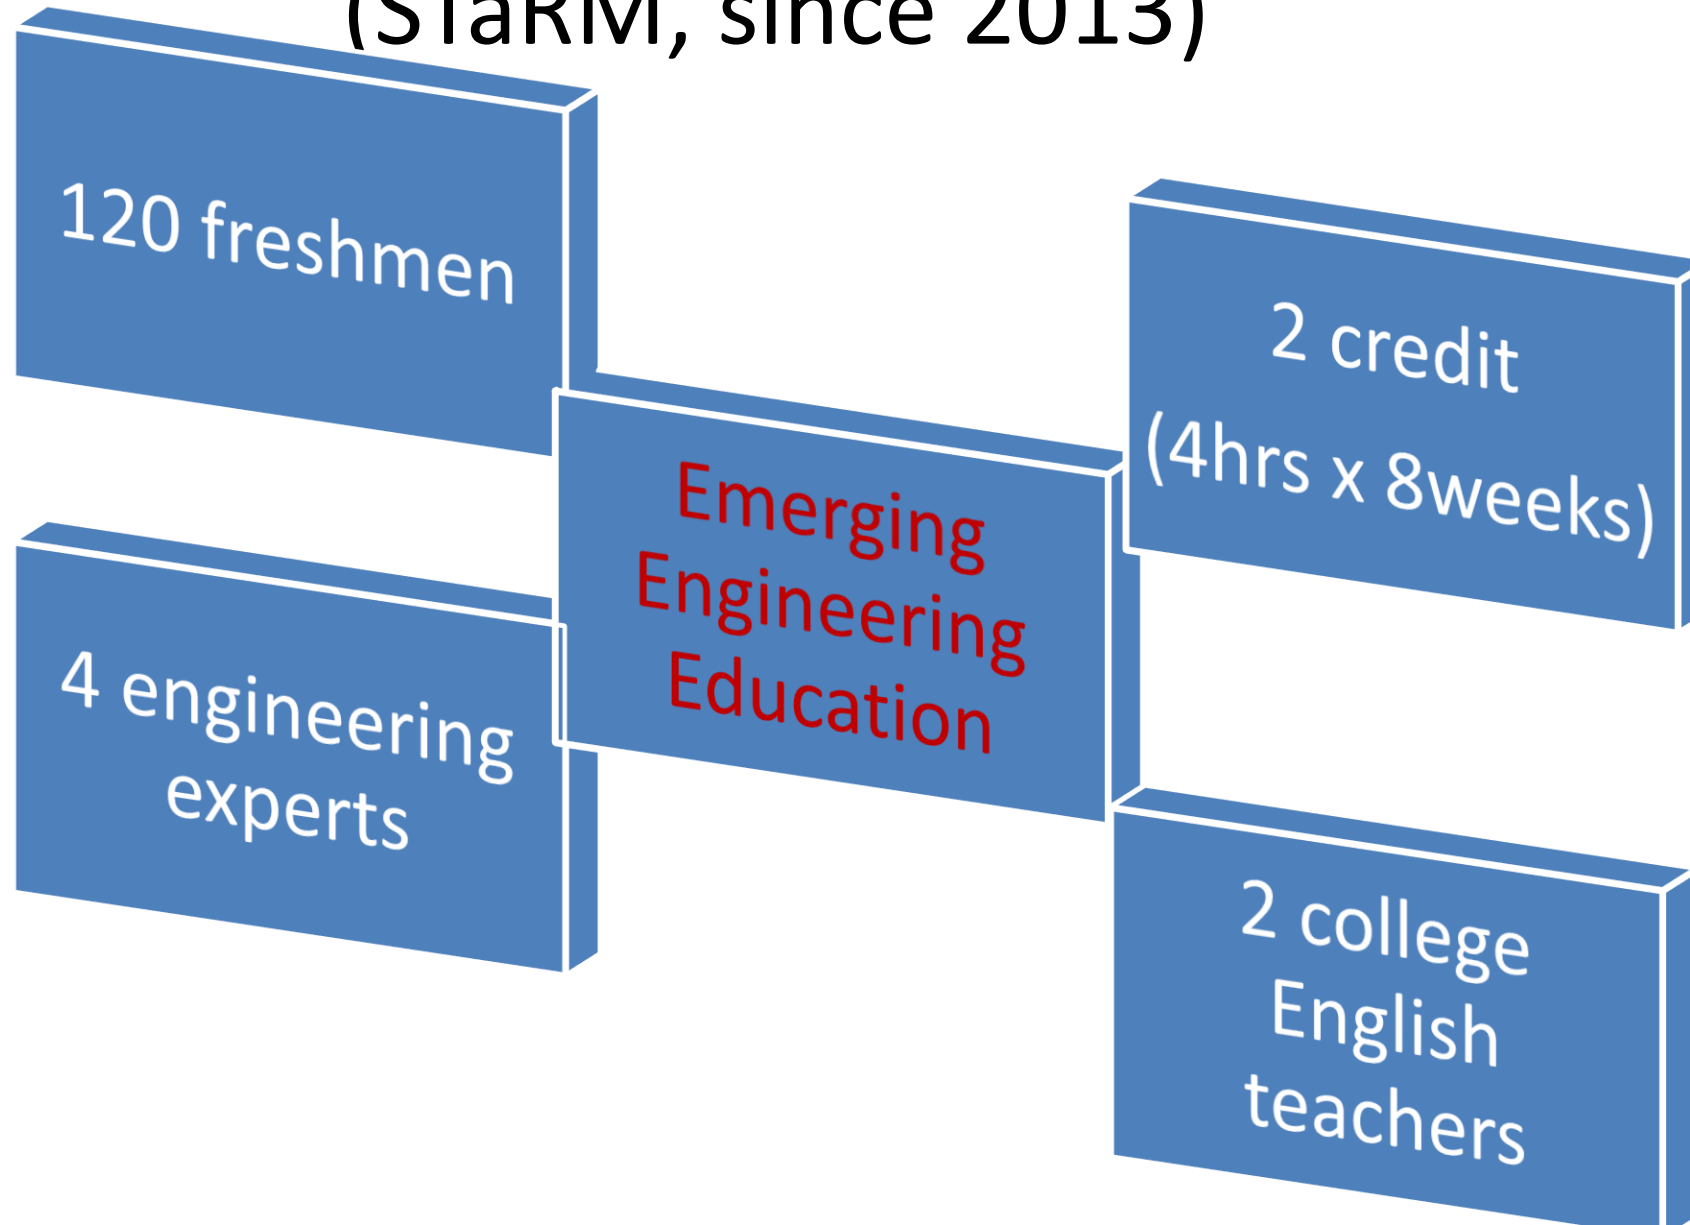 (STaRM, since 2013)
120 freshmen
2 credit
(4hrs x 8weeks)
Emerging
Engineering
Education
4 engineering
experts
2 college
English
teachers